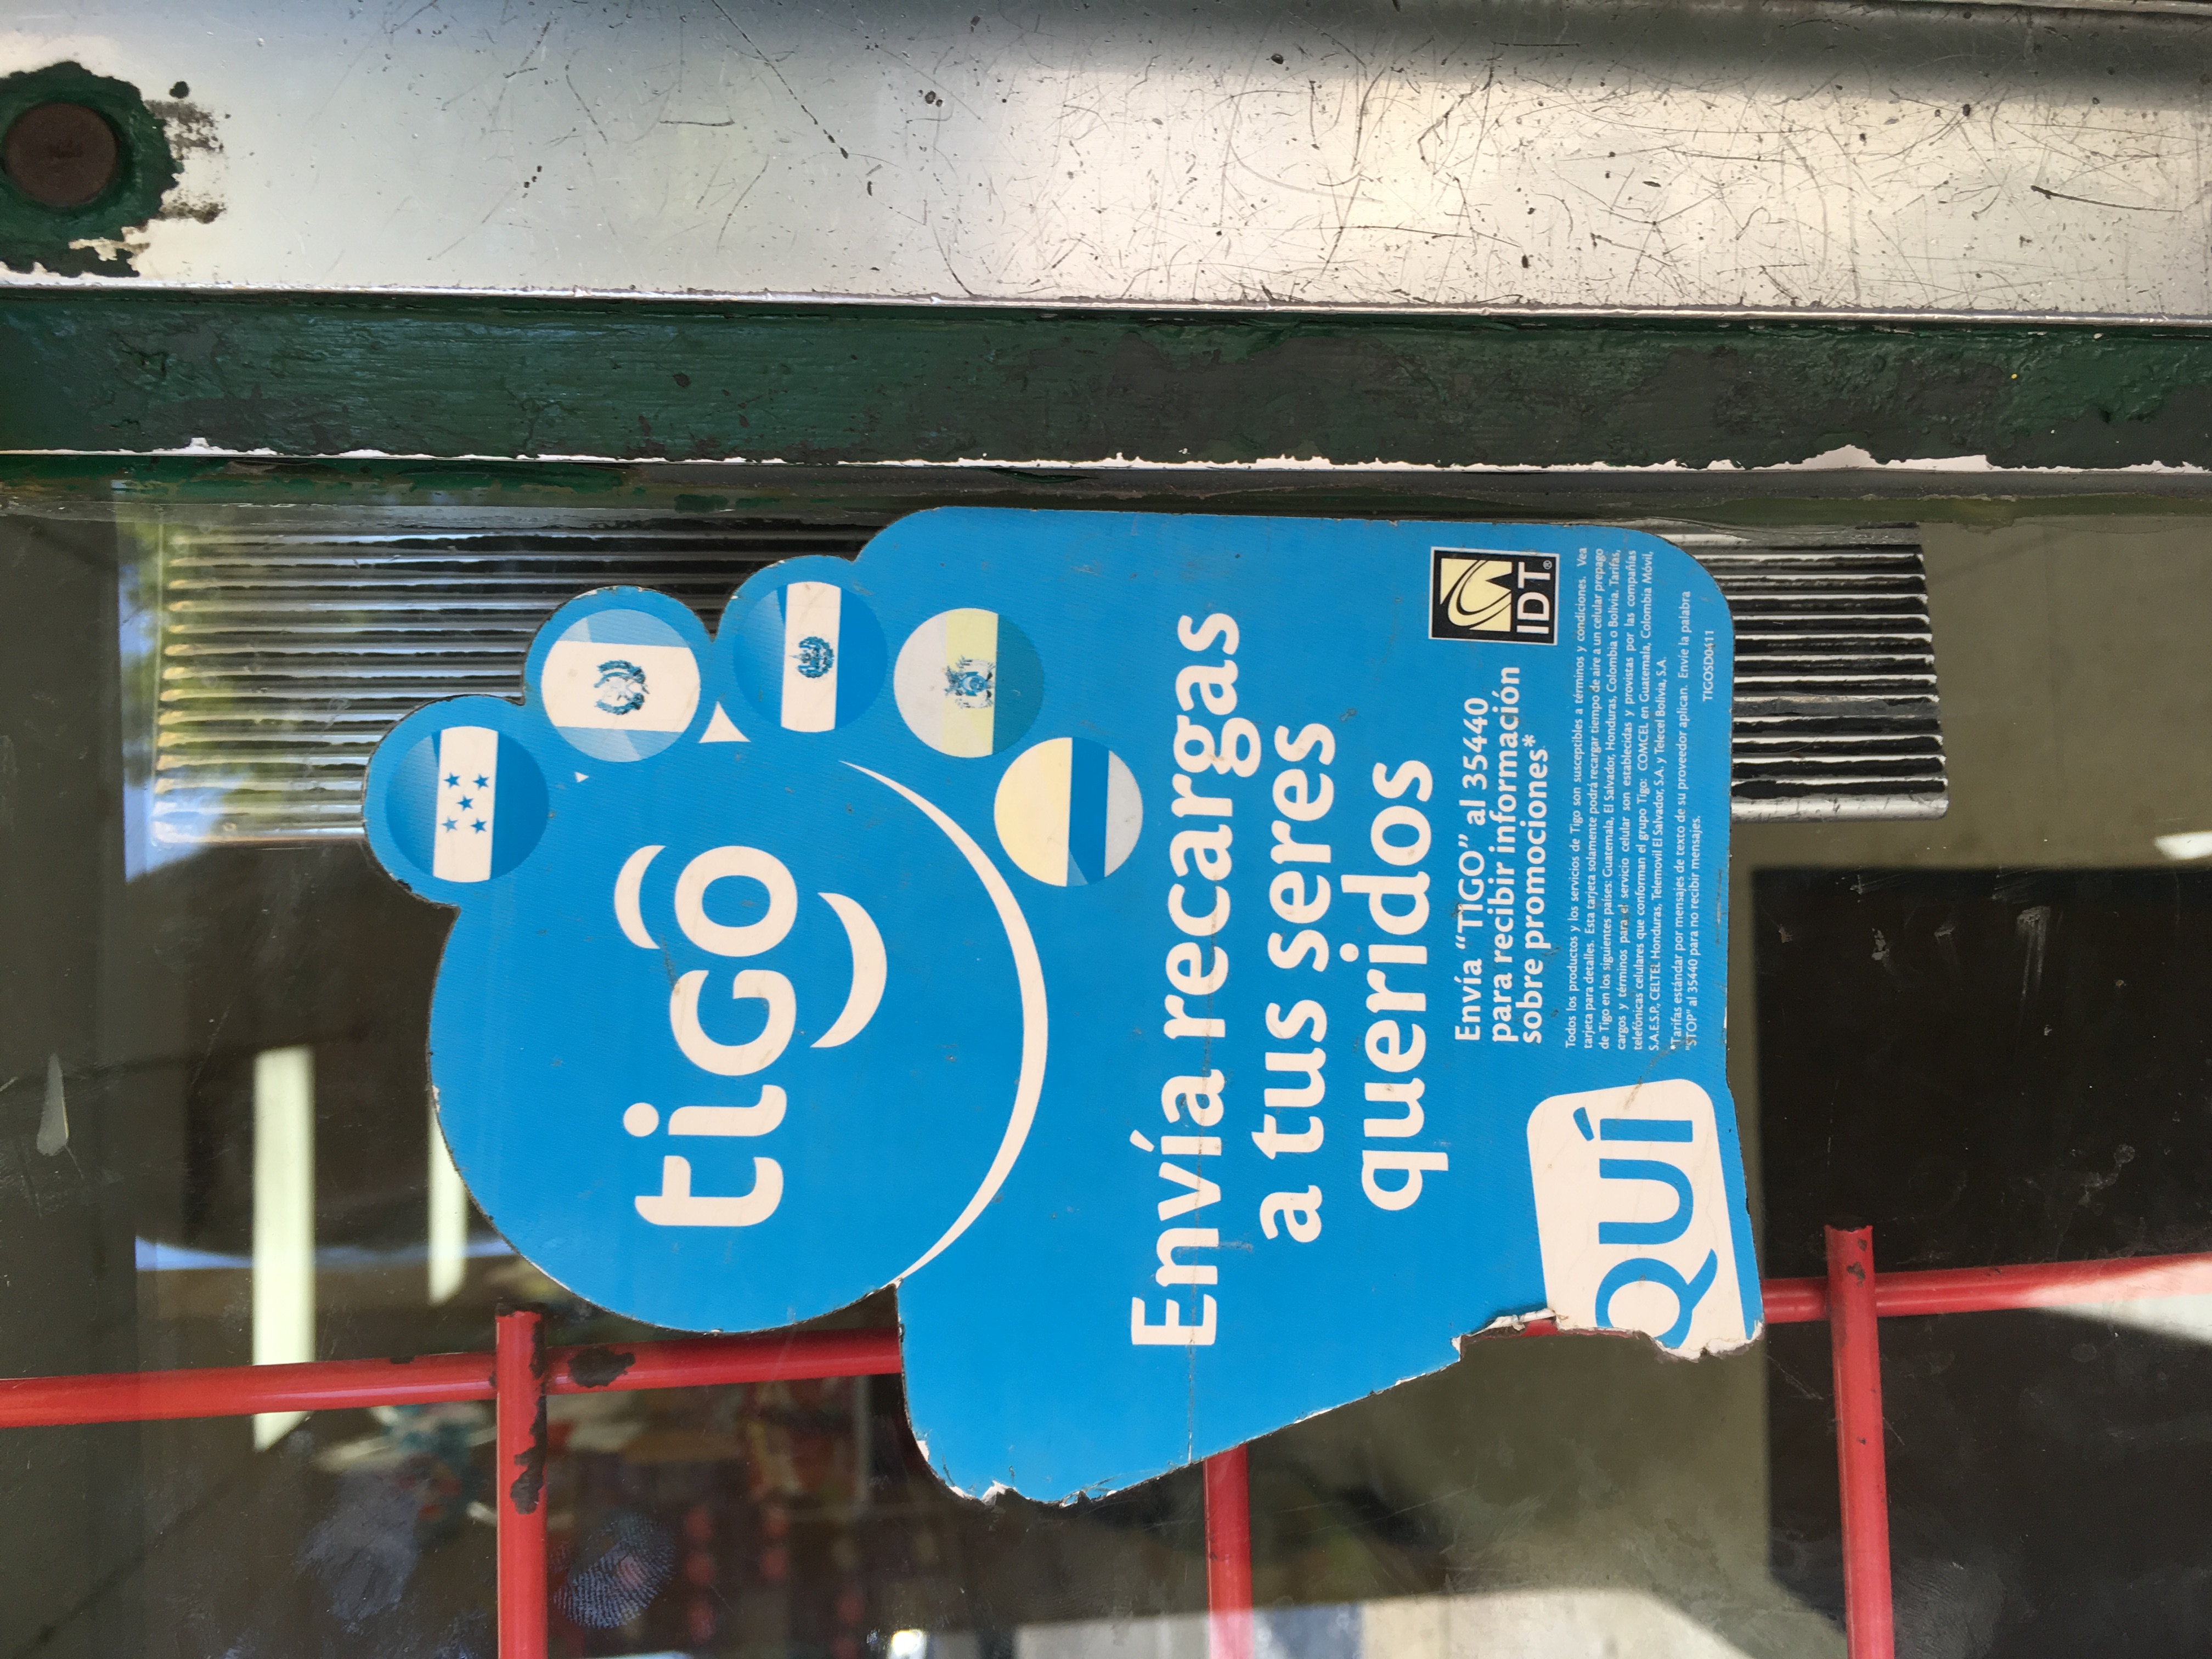 tigo
Envía recargas
a tus seres
queridos
Envía "TIGO" al 35440
para recibir información
sobre promociones*
IDT®
Todos los productos y los servicios de Tigo son susceptibles a términos y condiciones. Vea
tarjeta para detalles. Esta tarjeta solamente podrá recargar tiempo de aire a un celular prepago
de Tigo en los siguientes países: Guatemala, El Salvador, Honduras, Colombia o Bolivia. Tarifas,
cargos y términos para el servicio celular son establecidas y provistas por las compañías
telefónicas celulares que conforman el grupo Tigo: COMCEL en Guatemala, Colombia Móvil,
S.A.E.S.P., CELTEL Honduras, Telemovil El Salvador, S.A. y Telecel Bolivia, S.A.
*Tarifas estándar por mensajes de texto de su proveedor aplican. Envíe la palabra
"STOP" al 35440 para no recibir mensajes.
TIGOSD0411
QUÍ